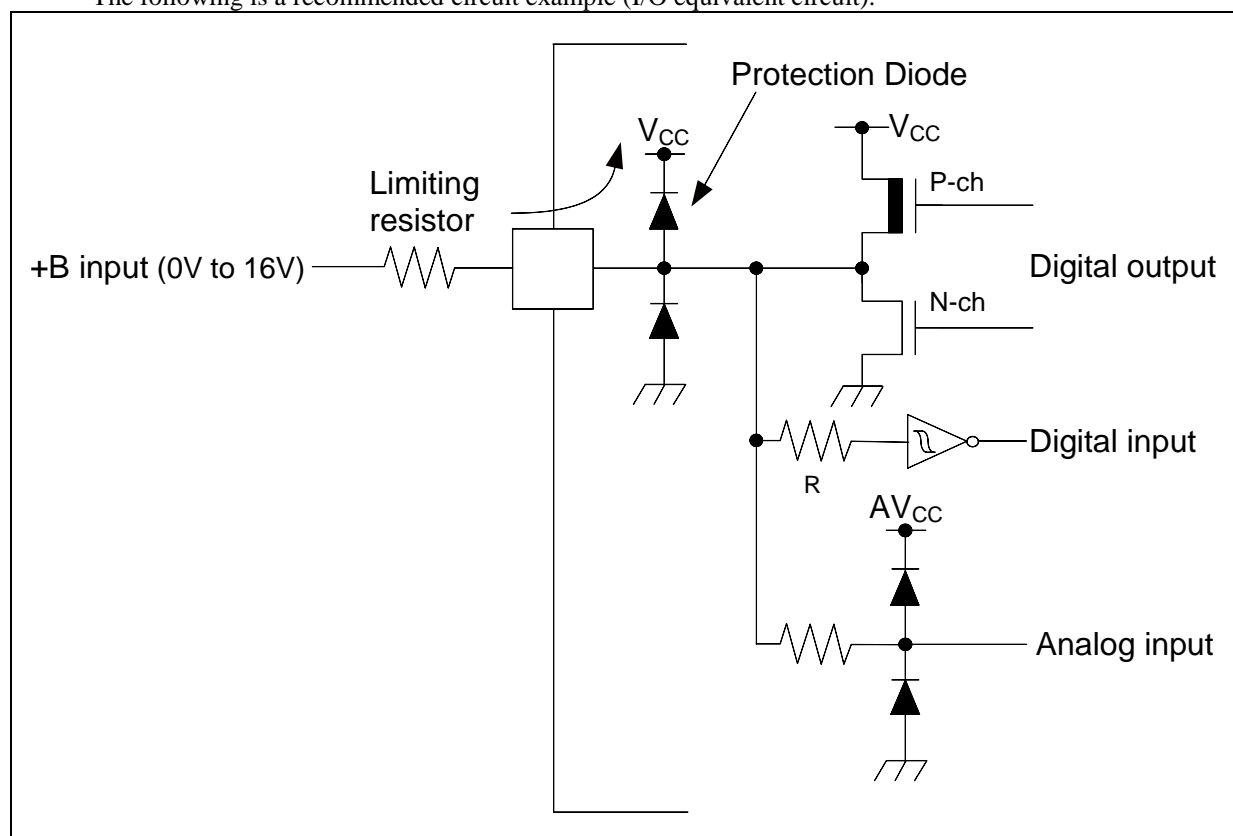 The following is a recommended circuit example (I/O equivalent circuit).
Protection Diode
VCC
VCC
Limiting
resistor
P-ch
+B input (0V to 16V)
Digital output
N-ch
Digital input
R
AVCC
Analog input